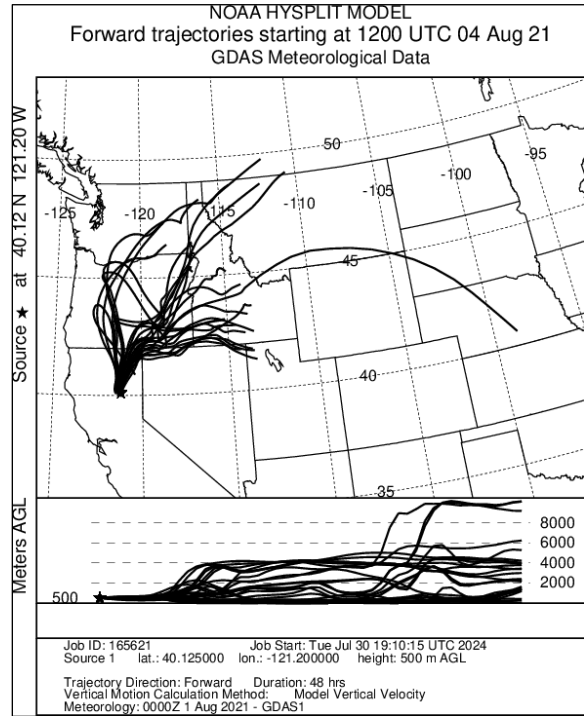 NOAA HYSPLIT MODEL
Forward trajectories starting at 1200 UTC 04 Aug 21
GDAS Meteorological Data
Source ★ at 40.12 N 121.20 W
50
-125
-120
-115
-110
-105
-100
-95
45
40
35
Meters AGL
500
8000
6000
4000
2000
Job ID: 165621 Job Start: Tue Jul 30 19:10:15 UTC 2024
Source 1 lat.: 40.125000 lon.: -121.200000 height: 500 m AGL
Trajectory Direction: Forward Duration: 48 hrs
Vertical Motion Calculation Method: Model Vertical Velocity
Meteorology: 0000Z 1 Aug 2021 - GDAS1